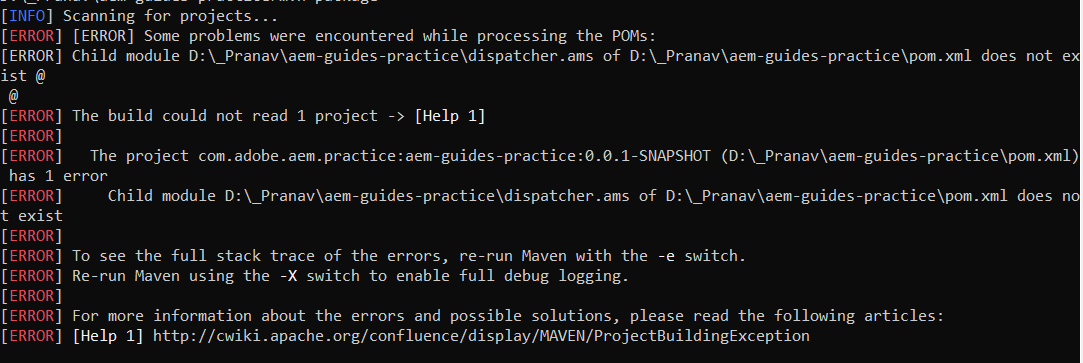 [INFO] Scanning for projects...
[ERROR] [ERROR] Some problems were encountered while processing the POMs:
[ERROR] Child module D:\_Pranav\aem-guides-practice\dispatcher.ams of D:\_Pranav\aem-guides-practice\pom.xml does not ex
ist @
 @
[ERROR] The build could not read 1 project -> [Help 1]
[ERROR]
[ERROR]   The project com.adobe.aem.practice:aem-guides-practice:0.0.1-SNAPSHOT (D:\_Pranav\aem-guides-practice\pom.xml)
 has 1 error
[ERROR]     Child module D:\_Pranav\aem-guides-practice\dispatcher.ams of D:\_Pranav\aem-guides-practice\pom.xml does no
t exist
[ERROR]
[ERROR] To see the full stack trace of the errors, re-run Maven with the -e switch.
[ERROR] Re-run Maven using the -X switch to enable full debug logging.
[ERROR]
[ERROR] For more information about the errors and possible solutions, please read the following articles:
[ERROR] [Help 1] http://cwiki.apache.org/confluence/display/MAVEN/ProjectBuildingException